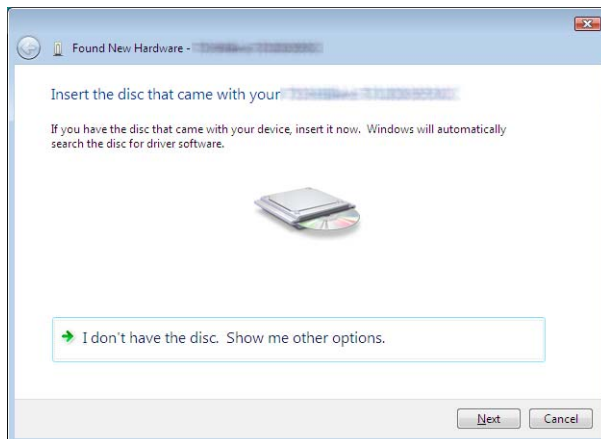 Found New Hardware -
Insert the disc that came with your
If you have the disc that came with your device, insert it now.  Windows will automatically
search the disc for driver software.
I don't have the disc.  Show me other options.
Next
Cancel